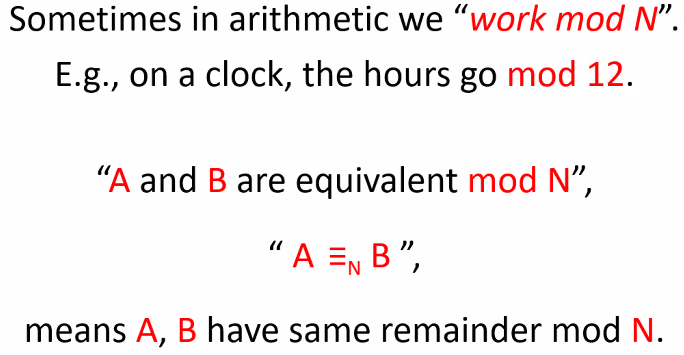 Sometimes in arithmetic we “work mod N”.
E.g., on a clock, the hours go mod 12.
“A and B are equivalent mod N”,
“ A ≡N B ”,
means A, B have same remainder mod N.